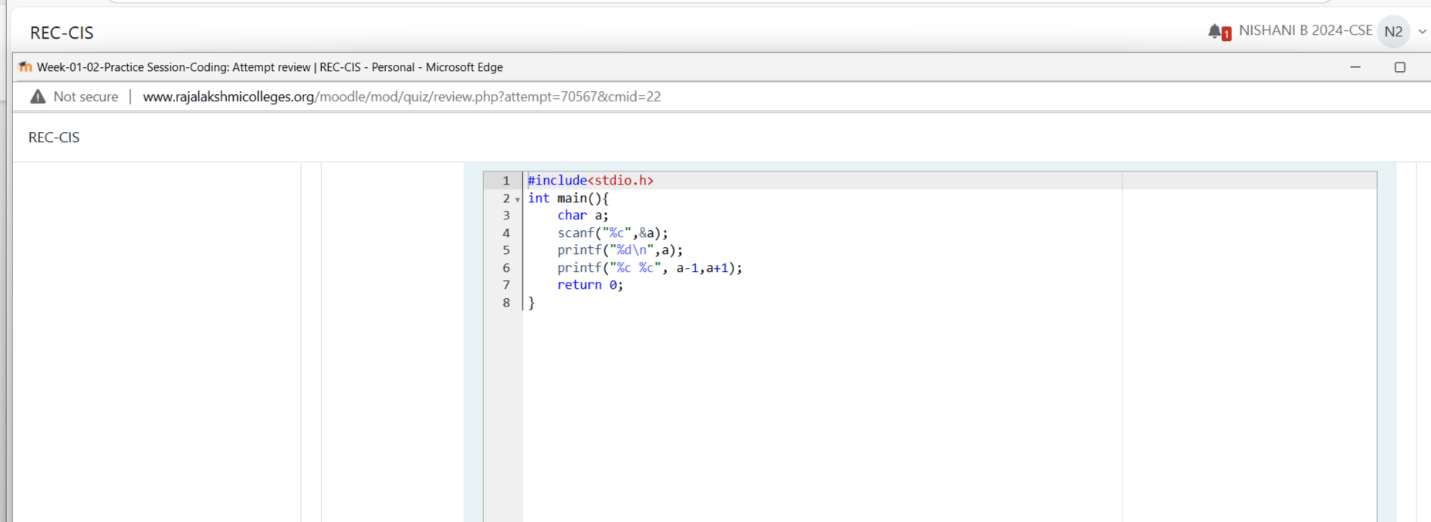 REC-CIS
1 NISHANI B 2024-CSE N2
Week-01-02-Practice Session-Coding: Attempt review | REC-CIS - Personal - Microsoft Edge
Not secure | www.rajalakshmicolleges.org/moodle/mod/quiz/review.php?attempt=70567&cmid=22
REC-CIS
1 #include<stdio.h>
2 int main(){
3     char a;
4     scanf("%c",&a);
5     printf("%d\n",a);
6     printf("%c %c", a-1,a+1);
7     return 0;
8 }